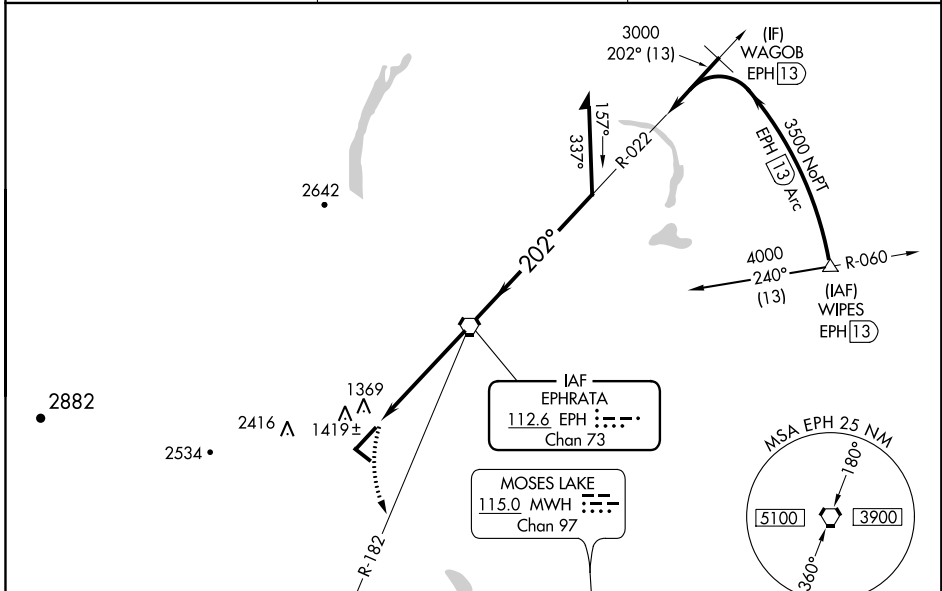 3000
202° (13)
(IF)
WAGOB
EPH 13
157°
337°
R-022
3500 NoPT
EPH 13 Arc
2642
202°
4000
240°
(13)
R-060
(IAF)
WIPES
EPH 13
2882
2416
2534
1369
1419±
IAF
EPHRATA
112.6 EPH
Chan 73
MOSES LAKE
115.0 MWH
Chan 97
R-182
MSA EPH 25 NM
180°
5100
3900
360°